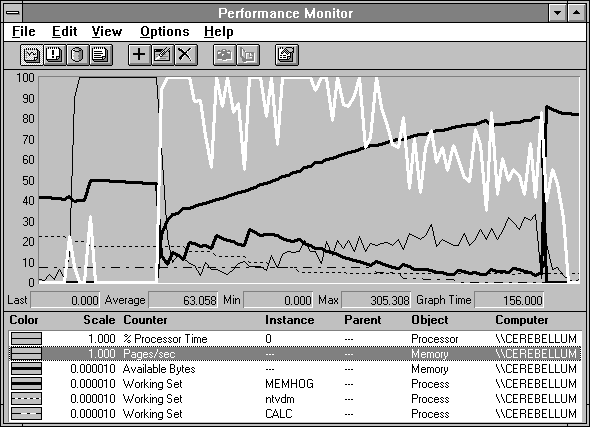 Performance Monitor
File Edit View Options Help
100
90
80
70
60
50
40
30
20
10
0
Last 0.000 Average 63.058 Min 0.000 Max 305.308 Graph Time 156.000
Color Scale Counter Instance Parent Object Computer
1.000 % Processor Time 0 --- Processor \\CEREBELLUM
1.000 Pages/sec --- --- Memory \\CEREBELLUM
0.000010 Available Bytes --- --- Memory \\CEREBELLUM
0.000010 Working Set MEMHOG --- Process \\CEREBELLUM
0.000010 Working Set ntvdm --- Process \\CEREBELLUM
0.000010 Working Set CALC --- Process \\CEREBELLUM